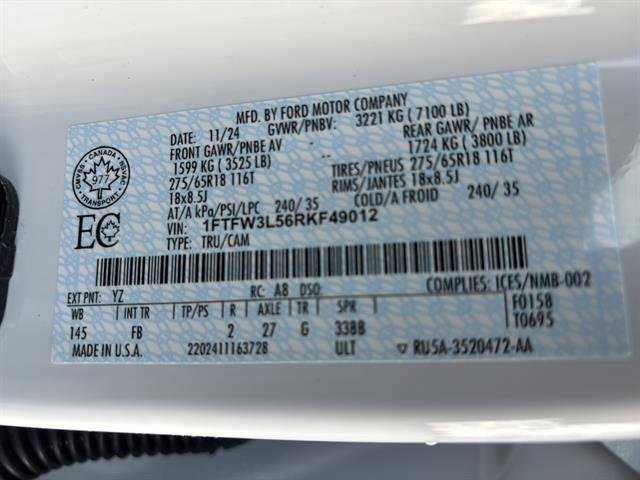 MFD. BY FORD MOTOR COMPANY
DATE: 11/24 GVWR/PNBV: 3221 KG ( 7100 LB)
FRONT GAWR/ PNBE AV REAR GAWR/ PNBE AR
1599 KG ( 3525 LB) 1724 KG ( 3800 LB)
275/65R18 116T TIRES/PNEUS 275/65R18 116T
18x8.5J RIMS/JANTES 18x8.5J
AT/A kPa/PSI/LPC 240/ 35 COLD/A FROID 240/ 35
VIN: 1FTFW3L56RKF49012
TYPE: TRU/CAM
CMVSS · CANADA · NSVAC
977
TRANSPORT
EC
COMPLIES: ICES/NMB-002
EXT PNT: YZ RC: A8 DSO: F0158
WB INT TR TP/PS R AXLE TR SPR T0695
145 FB 2 27 G 3388
MADE IN U.S.A. 2202411163728 ULT ▽ RU5A-3520472-AA